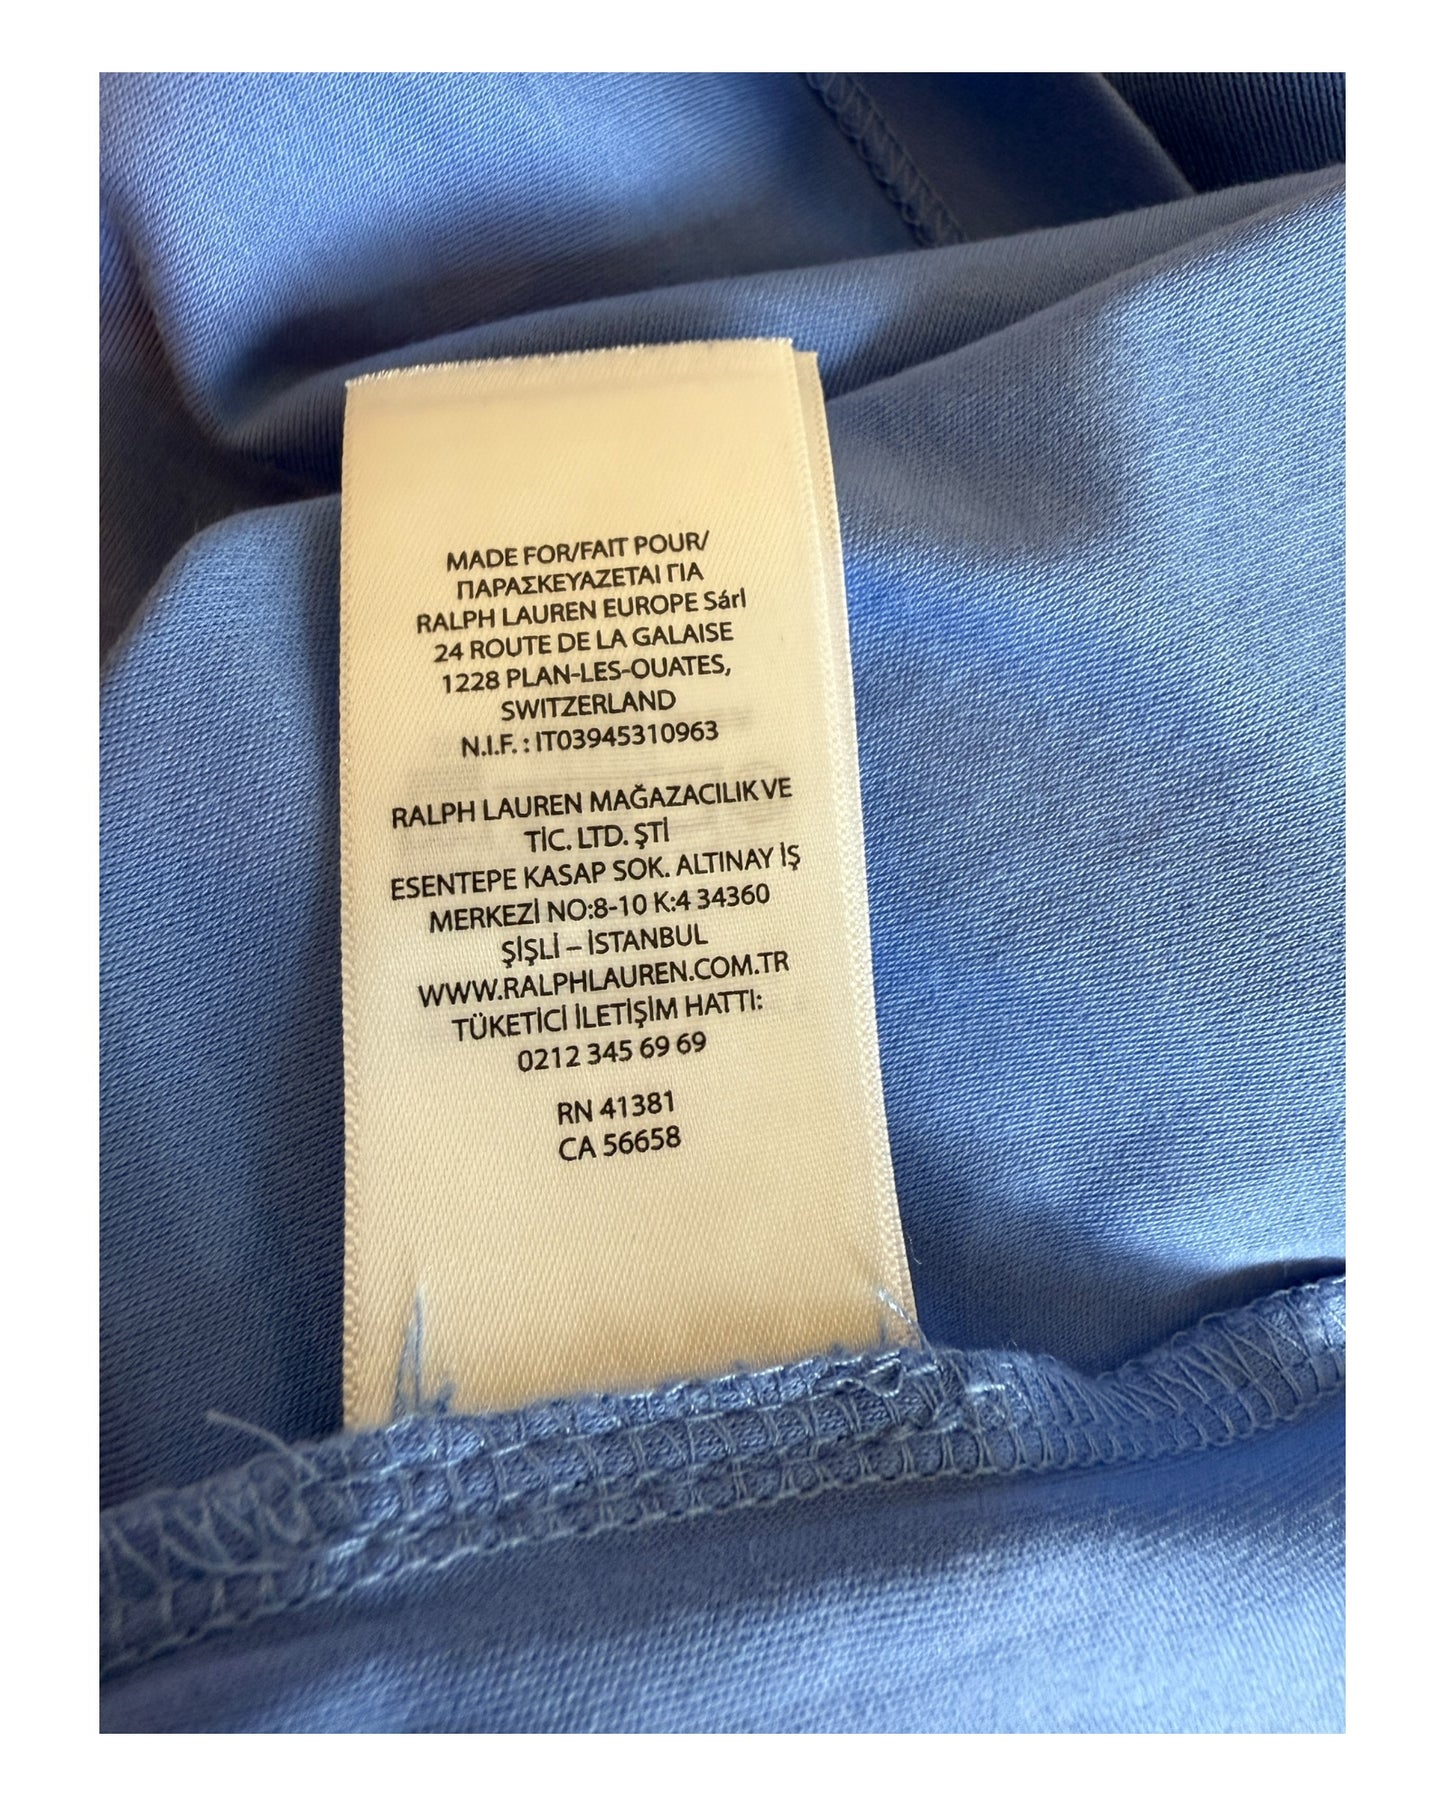 MADE FOR/FAIT POUR/
ΠΑΡΑΣΚΕΥΑΖΕΤΑΙ ΓΙΑ
RALPH LAUREN EUROPE Sárl
24 ROUTE DE LA GALAISE
1228 PLAN-LES-OUATES,
SWITZERLAND
N.I.F. : IT03945310963
RALPH LAUREN MAĞAZACILIK VE
TİC. LTD. ŞTİ
ESENTEPE KASAP SOK. ALTINAY İŞ
MERKEZİ NO:8-10 K:4 34360
ŞİŞLİ – İSTANBUL
WWW.RALPHLAUREN.COM.TR
TÜKETİCİ İLETİŞİM HATTI:
0212 345 69 69
RN 41381
CA 56658